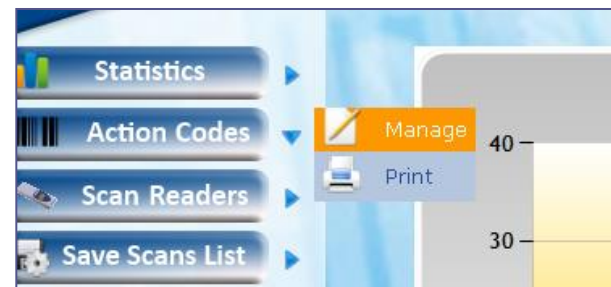 Statistics
Action Codes
Scan Readers
Save Scans List
Manage
Print
40
30